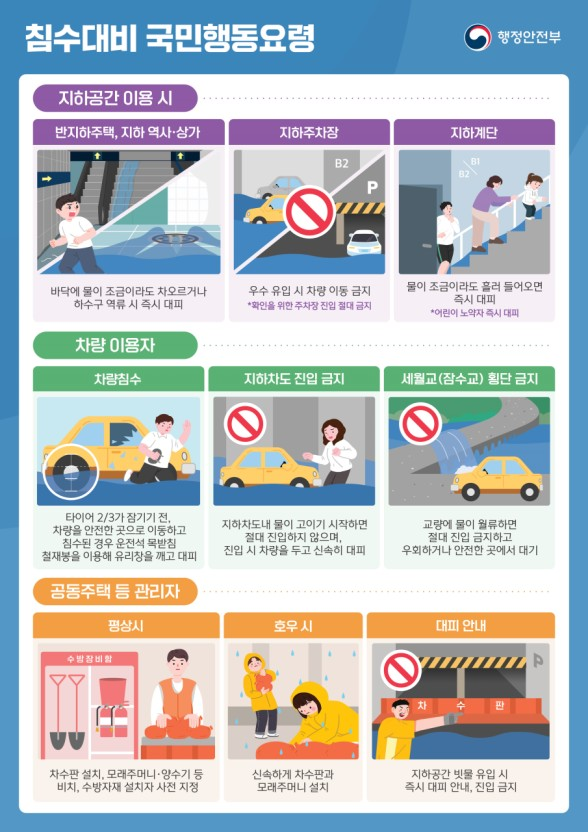 침수대비 국민행동요령
행정안전부
지하공간 이용 시
반지하주택, 지하 역사·상가
바닥에 물이 조금이라도 차오르거나
하수구 역류 시 즉시 대피
지하주차장
B2
P
우수 유입 시 차량 이동 금지
*확인을 위한 주차장 진입 절대 금지
지하계단
B1
B2
물이 조금이라도 흘러 들어오면
즉시 대피
*어린이 노약자 즉시 대피
차량 이용자
차량침수
타이어 2/3가 잠기기 전,
차량을 안전한 곳으로 이동하고
침수된 경우 운전석 목받침
철재봉을 이용해 유리창을 깨고 대피
지하차도 진입 금지
지하차도내 물이 고이기 시작하면
절대 진입하지 않으며,
진입 시 차량을 두고 신속히 대피
세월교(잠수교) 횡단 금지
교량에 물이 월류하면
절대 진입 금지하고
우회하거나 안전한 곳에서 대기
공동주택 등 관리자
평상시
수방장비함
차수판 설치, 모래주머니·양수기 등
비치, 수방자재 설치자 사전 지정
호우 시
신속하게 차수판과
모래주머니 설치
대피 안내
P
차 수 판
지하공간 빗물 유입 시
즉시 대피 안내, 진입 금지